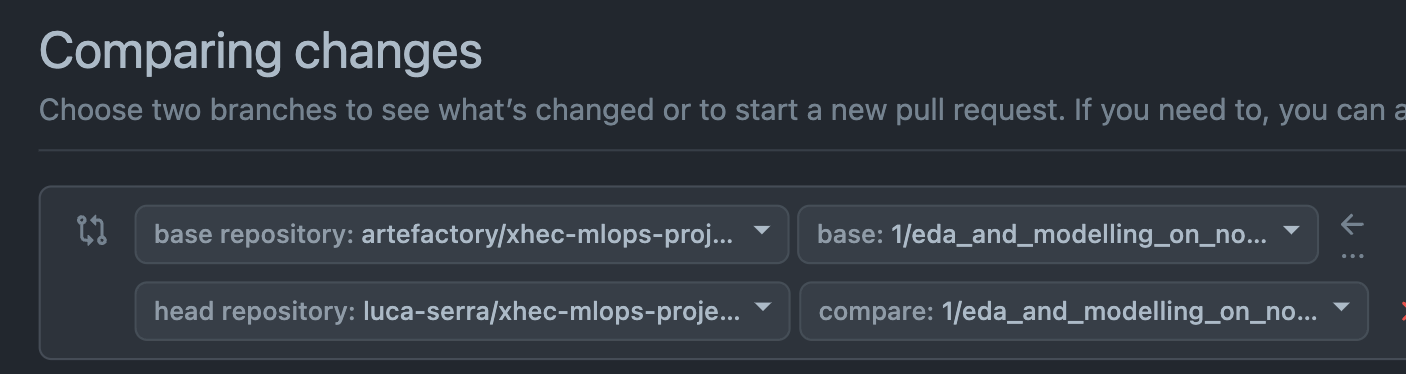 Comparing changes
Choose two branches to see what's changed or to start a new pull request. If you need to, you can a
base repository: artefactory/xhec-mlops-proj... base: 1/eda_and_modelling_on_no...
head repository: luca-serra/xhec-mlops-proje... compare: 1/eda_and_modelling_on_no...